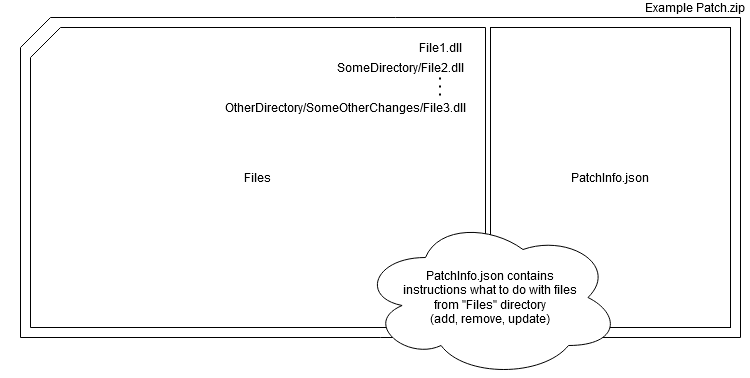 Example Patch.zip
File1.dll
SomeDirectory/File2.dll
OtherDirectory/SomeOtherChanges/File3.dll
Files
PatchInfo.json
PatchInfo.json contains
instructions what to do with files
from "Files" directory
(add, remove, update)